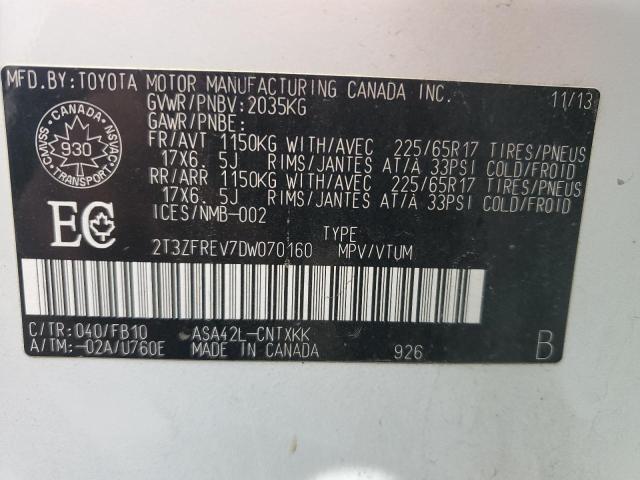 MFD.BY:TOYOTA MOTOR MANUFACTURING CANADA INC. 11/13
GVWR/PNBV:2035KG
GAWR/PNBE:
FR/AVT 1150KG WITH/AVEC 225/65R17 TIRES/PNEUS
17X6.5J RIMS/JANTES AT/À 33PSI COLD/FROID
RR/ARR 1150KG WITH/AVEC 225/65R17 TIRES/PNEUS
17X6.5J RIMS/JANTES AT/À 33PSI COLD/FROID
ICES/NMB-002
CANADA
CMVSS NSVAC
930
TRANSPORT
EC
TYPE
2T3ZFREV7DW070160 MPV/VTUM
C/TR:040/FB10 ASA42L-CNTXKK
A/TM:-02A/U760E MADE IN CANADA 926 B